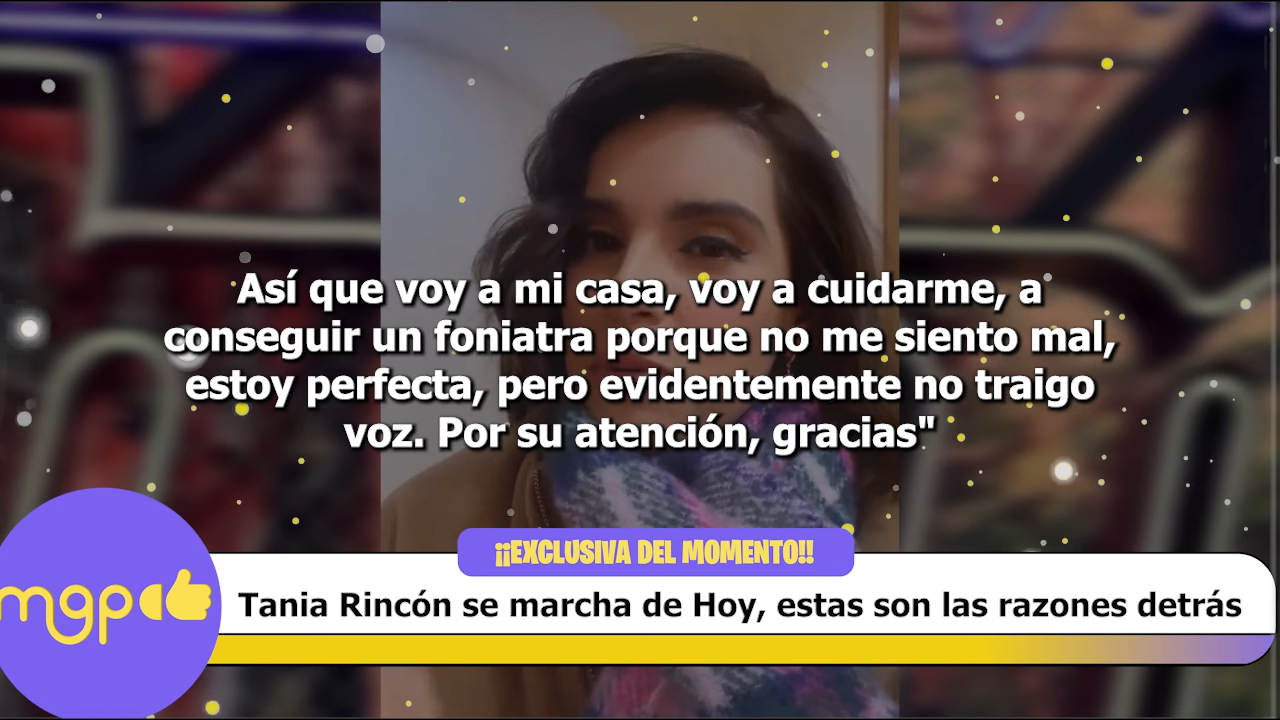 Así que voy a mi casa, voy a cuidarme, a
conseguir un foniatra porque no me siento mal,
estoy perfecta, pero evidentemente no traigo
voz. Por su atención, gracias"
¡¡EXCLUSIVA DEL MOMENTO!!
mgp
Tania Rincón se marcha de Hoy, estas son las razones detrás